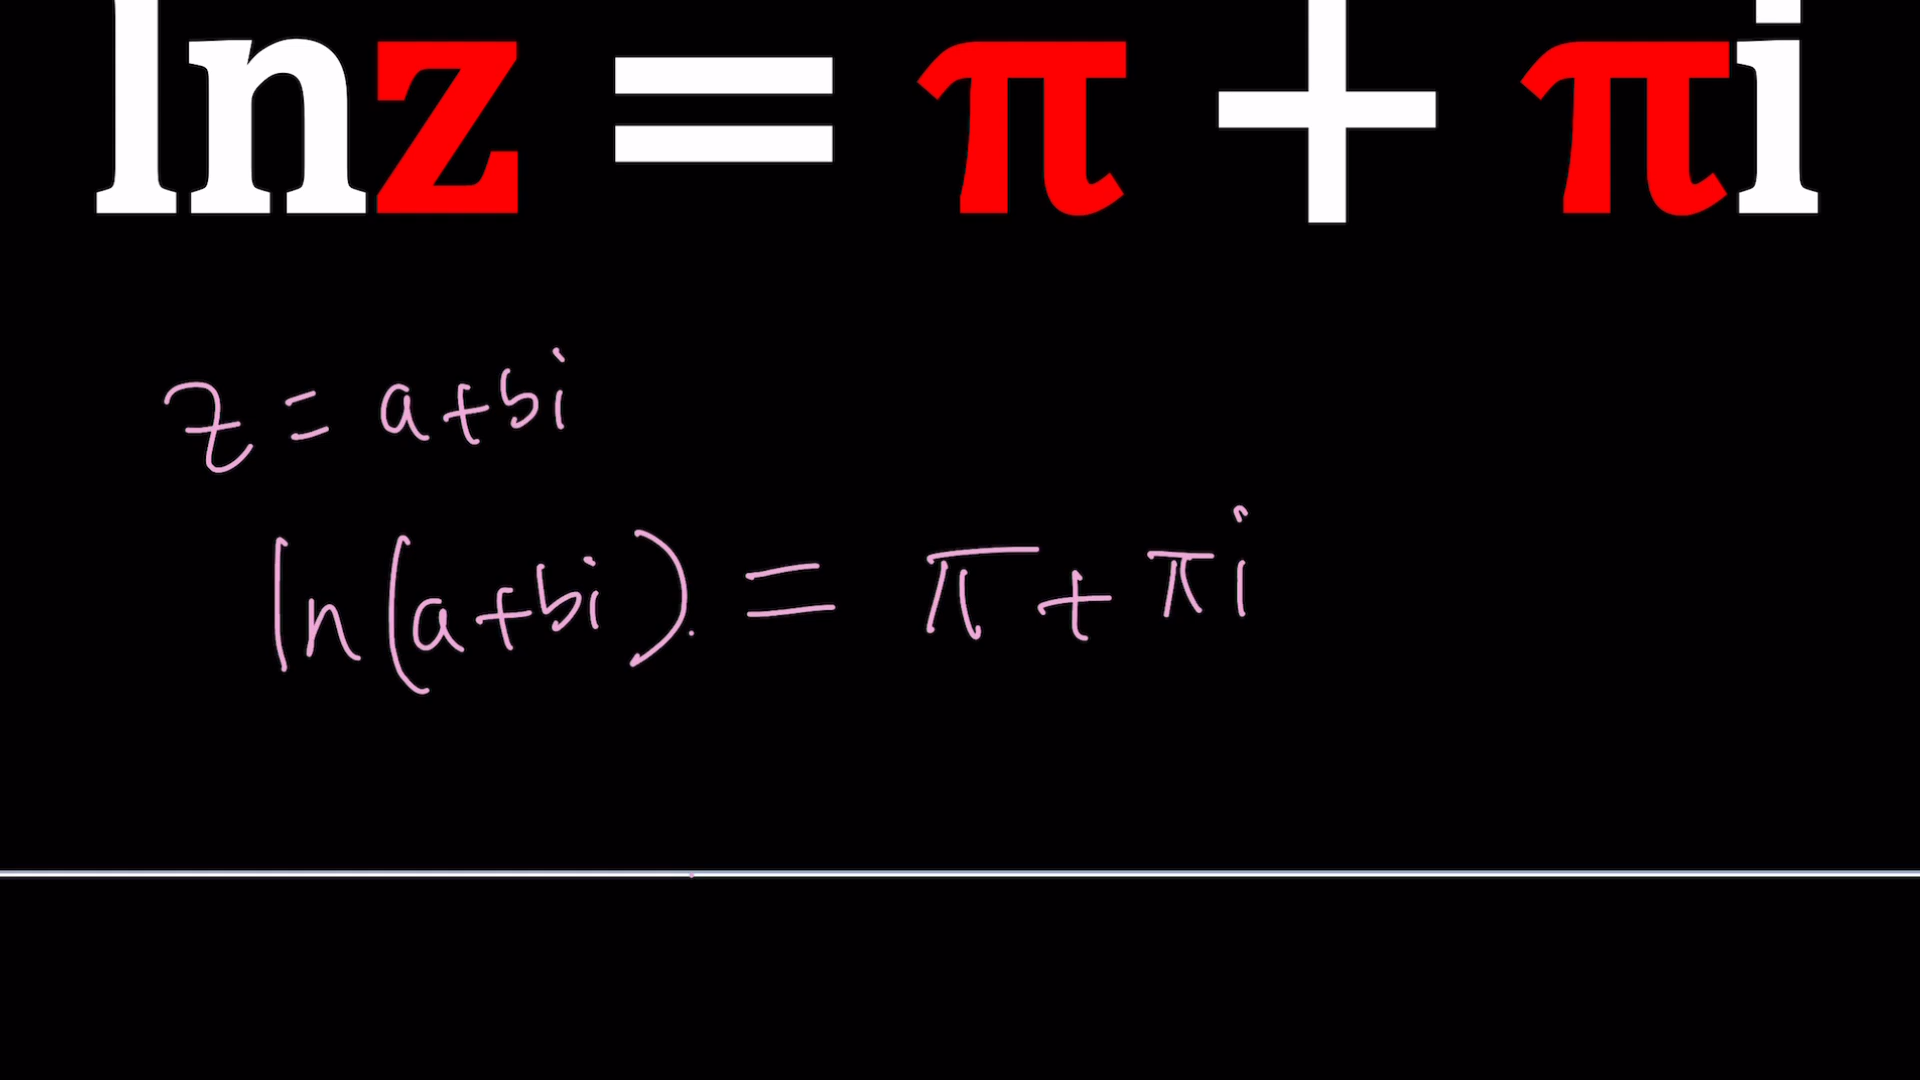 lnz = π + πi
z = a+bi
ln(a+bi) = π + πi